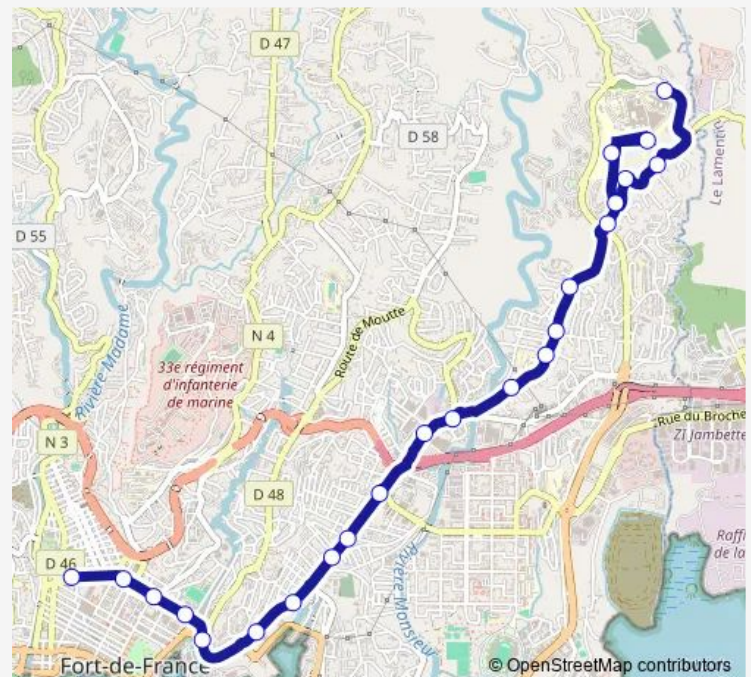 D 47
D 58
Le Lamentin
D 55
Route de Moutte
N 4
Rivière Madame
33e régiment
d'infanterie
de marine
Rue du Broche
ZI Jambette
N 3
D 48
Raffi
de la
D 46
Rivière Monsieur
Fort-de-France
© OpenStreetMap contributors